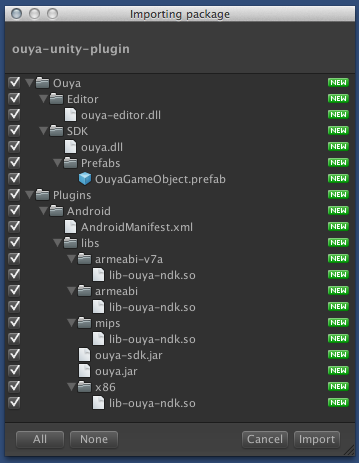 Importing package
ouya-unity-plugin
Ouya NEW
Editor NEW
ouya-editor.dll NEW
SDK NEW
ouya.dll NEW
Prefabs NEW
OuyaGameObject.prefab NEW
Plugins NEW
Android NEW
AndroidManifest.xml NEW
libs NEW
armeabi-v7a NEW
lib-ouya-ndk.so NEW
armeabi NEW
lib-ouya-ndk.so NEW
mips NEW
lib-ouya-ndk.so NEW
ouya-sdk.jar NEW
ouya.jar NEW
x86 NEW
lib-ouya-ndk.so NEW
All None Cancel Import